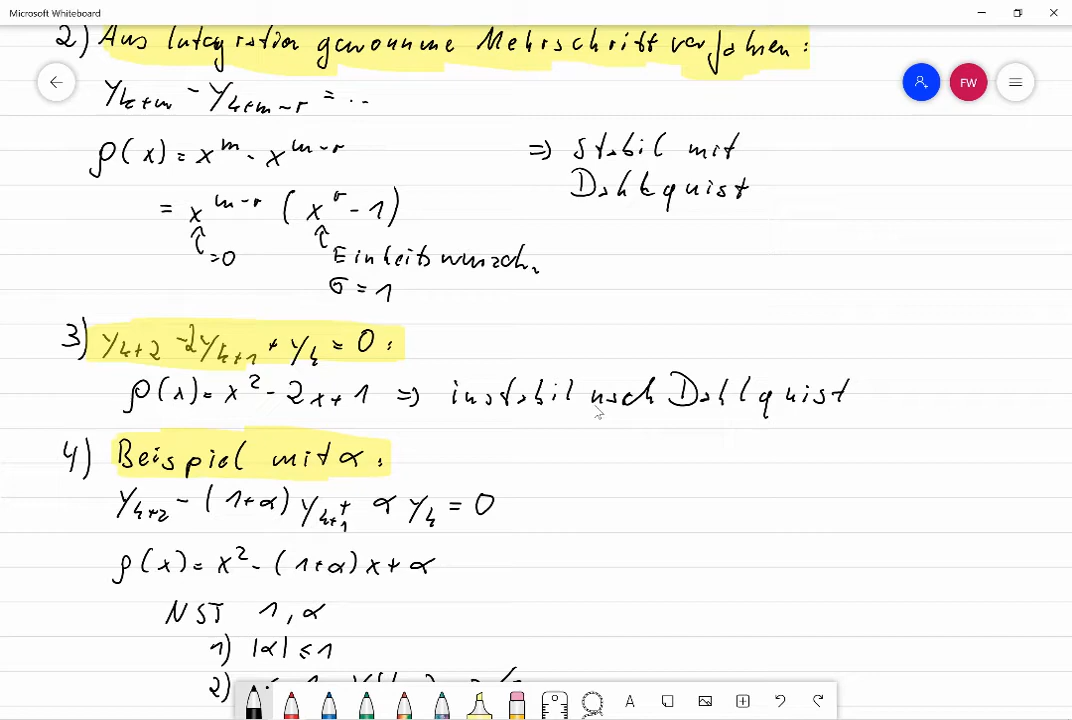 Microsoft Whiteboard
2) Aus Integration gewonnene Mehrschrittverfahren:
y_{k+m} - y_{k+m-r} = ..
FW
ρ(x) = x^m - x^{m-r} => stabil mit
Dahlquist
= x^{m-r} (x^r - 1)
=0 Einheitswurzeln
σ = 1
3) y_{k+2} - 2y_{k+1} + y_k = 0:
ρ(x) = x² - 2x + 1 => instabil nach Dahlquist
4) Beispiel mit α:
y_{k+2} - (1+α) y_{k+1} + α y_k = 0
ρ(x) = x² - (1+α)x + α
NST 1, α
1) |α| ≤ 1
2)
A